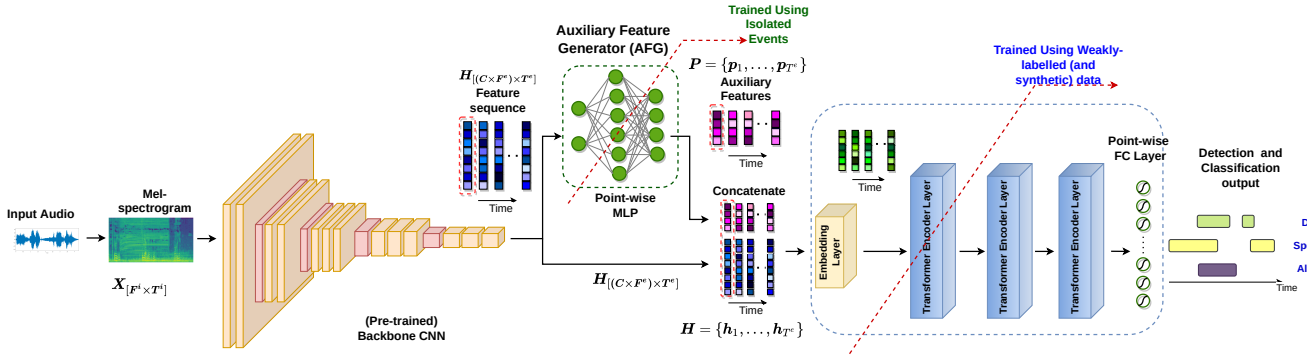 Input Audio
Mel-
spectrogram
X[F^i×T^i]
(Pre-trained)
Backbone CNN
H[(C×F^e)×T^e]
Feature
sequence
Time
Auxiliary Feature
Generator (AFG)
Point-wise
MLP
Trained Using
Isolated
Events
P = {p_1, . . . , p_{T^e}}
Auxiliary
Features
Time
Concatenate
Time
H[(C×F^e)×T^e]
H = {h_1, . . . , h_{T^e}}
Embedding
Layer
Time
Transformer Encoder Layer
Transformer Encoder Layer
Transformer Encoder Layer
Trained Using Weakly-
labelled (and
synthetic) data
Point-wise
FC Layer
Detection and
Classification
output
D
Sp
Al
Time